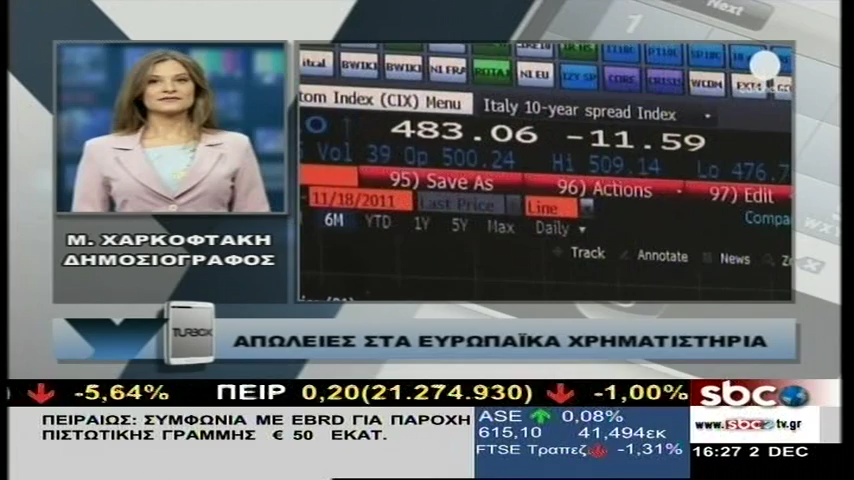 Next
1
ital BWIKI BWIKI NI FRA ROTA NI EU IZY SP CORE CRISIS WCDM
tom Index (CIX) Menu Italy 10-year spread Index
483.06 -11.59
Vol 39 Op 500.24 Hi 509.14 Lo 476.7
95) Save As 96) Actions 97) Edit
11/18/2011 Last Price Line
6M YTD 1Y 5Y Max Daily Compa
Track Annotate News
Μ. ΧΑΡΚΟΦΤΑΚΗ
ΔΗΜΟΣΙΟΓΡΑΦΟΣ
TURBOX
ΑΠΩΛΕΙΕΣ ΣΤΑ ΕΥΡΩΠΑΪΚΑ ΧΡΗΜΑΤΙΣΤΗΡΙΑ
-5,64% ΠΕΙΡ 0,20(21.274.930) -1,00%
sbc
ΠΕΙΡΑΙΩΣ: ΣΥΜΦΩΝΙΑ ΜΕ EBRD ΓΙΑ ΠΑΡΟΧΗ
ΠΙΣΤΩΤΙΚΗΣ ΓΡΑΜΜΗΣ € 50 ΕΚΑΤ.
ASE 0,08%
615,10 41,494εκ
FTSE Τραπεζ -1,31%
www.sbctv.gr
16:27 2 DEC